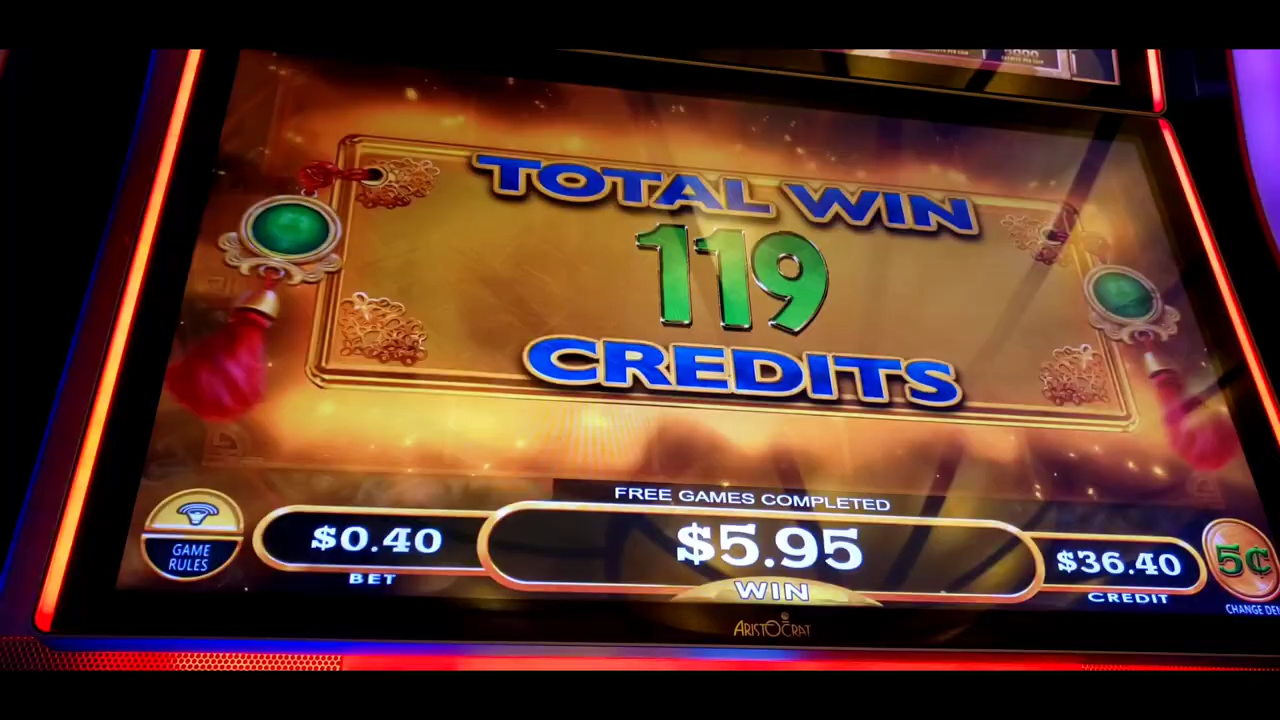 TOTAL WIN
119
CREDITS
FREE GAMES COMPLETED
GAME
RULES
$0.40
BET
$5.95
WIN
$36.40
CREDIT
5¢
ARISTOCRAT